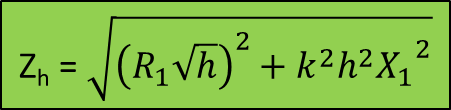 Zₕ = √((R₁√h)² + k²h²X₁²)